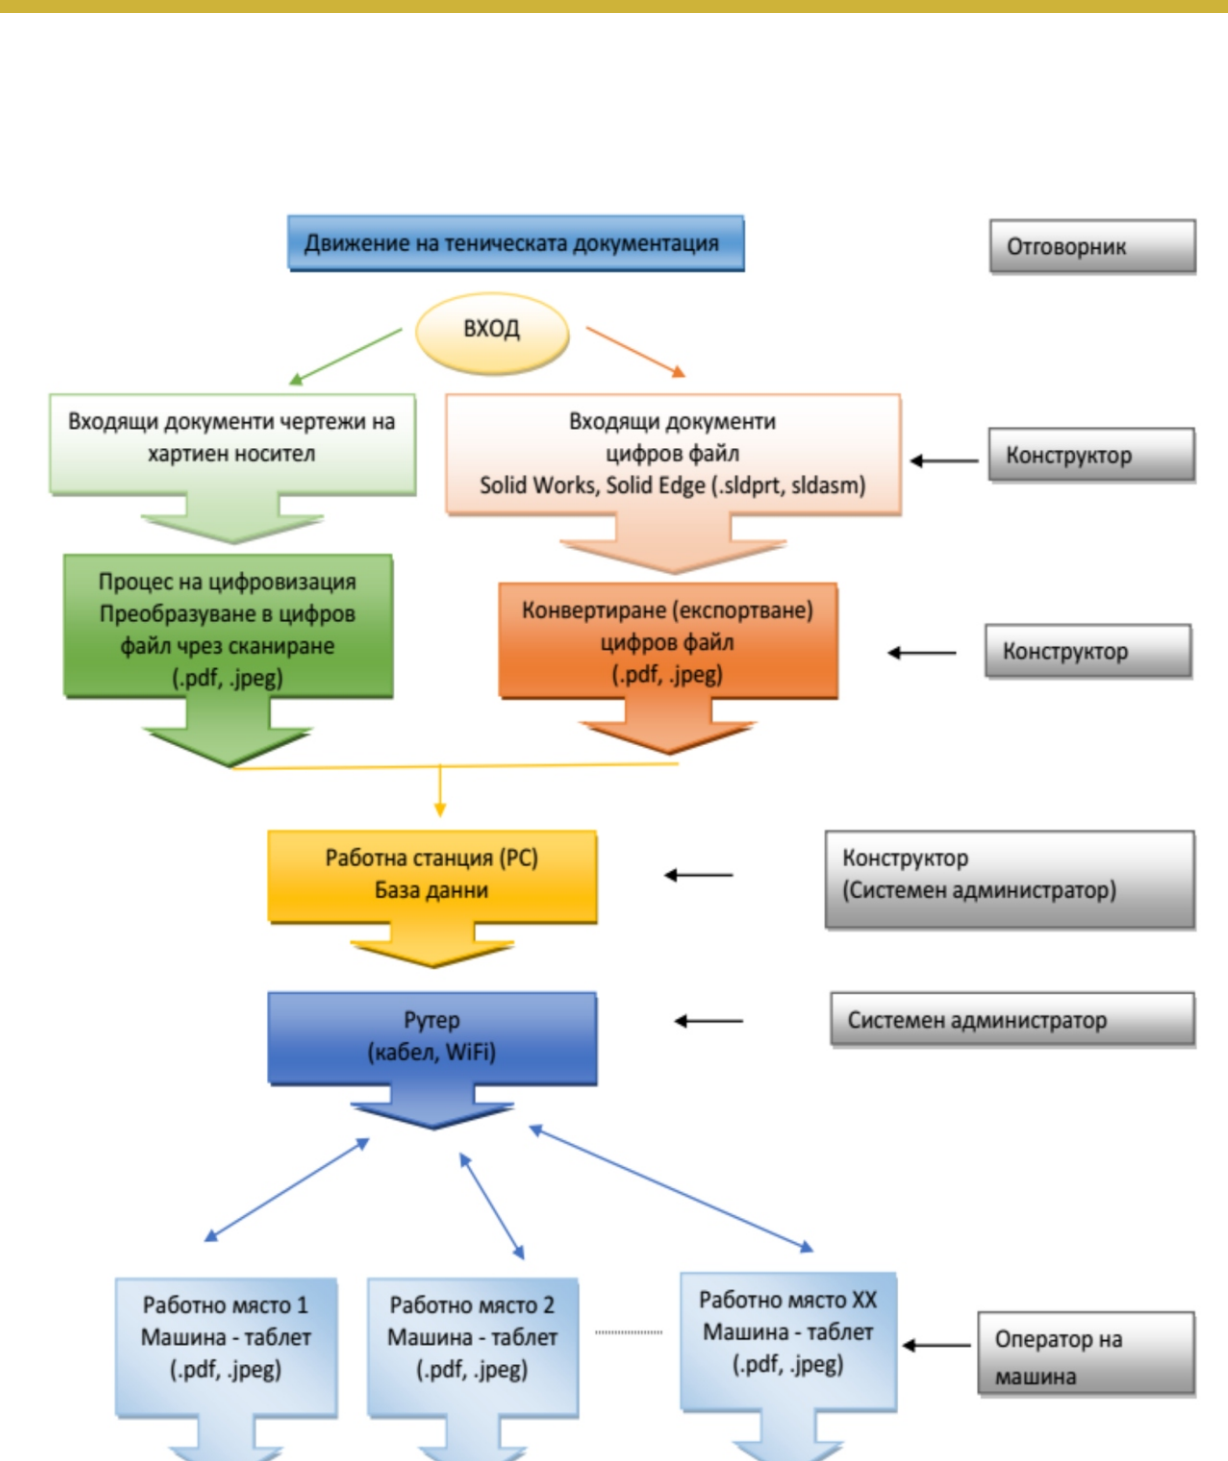 Движение на теническата документация
Отговорник
ВХОД
Входящи документи чертежи на
хартиен носител
Входящи документи
цифров файл
Solid Works, Solid Edge (.sldprt, sldasm)
Конструктор
Процес на цифровизация
Преобразуване в цифров
файл чрез сканиране
(.pdf, .jpeg)
Конвертиране (експортване)
цифров файл
(.pdf, .jpeg)
Конструктор
Работна станция (PC)
База данни
Конструктор
(Системен администратор)
Рутер
(кабел, WiFi)
Системен администратор
Работно място 1
Машина - таблет
(.pdf, .jpeg)
Работно място 2
Машина - таблет
(.pdf, .jpeg)
Работно място XX
Машина - таблет
(.pdf, .jpeg)
Оператор на
машина